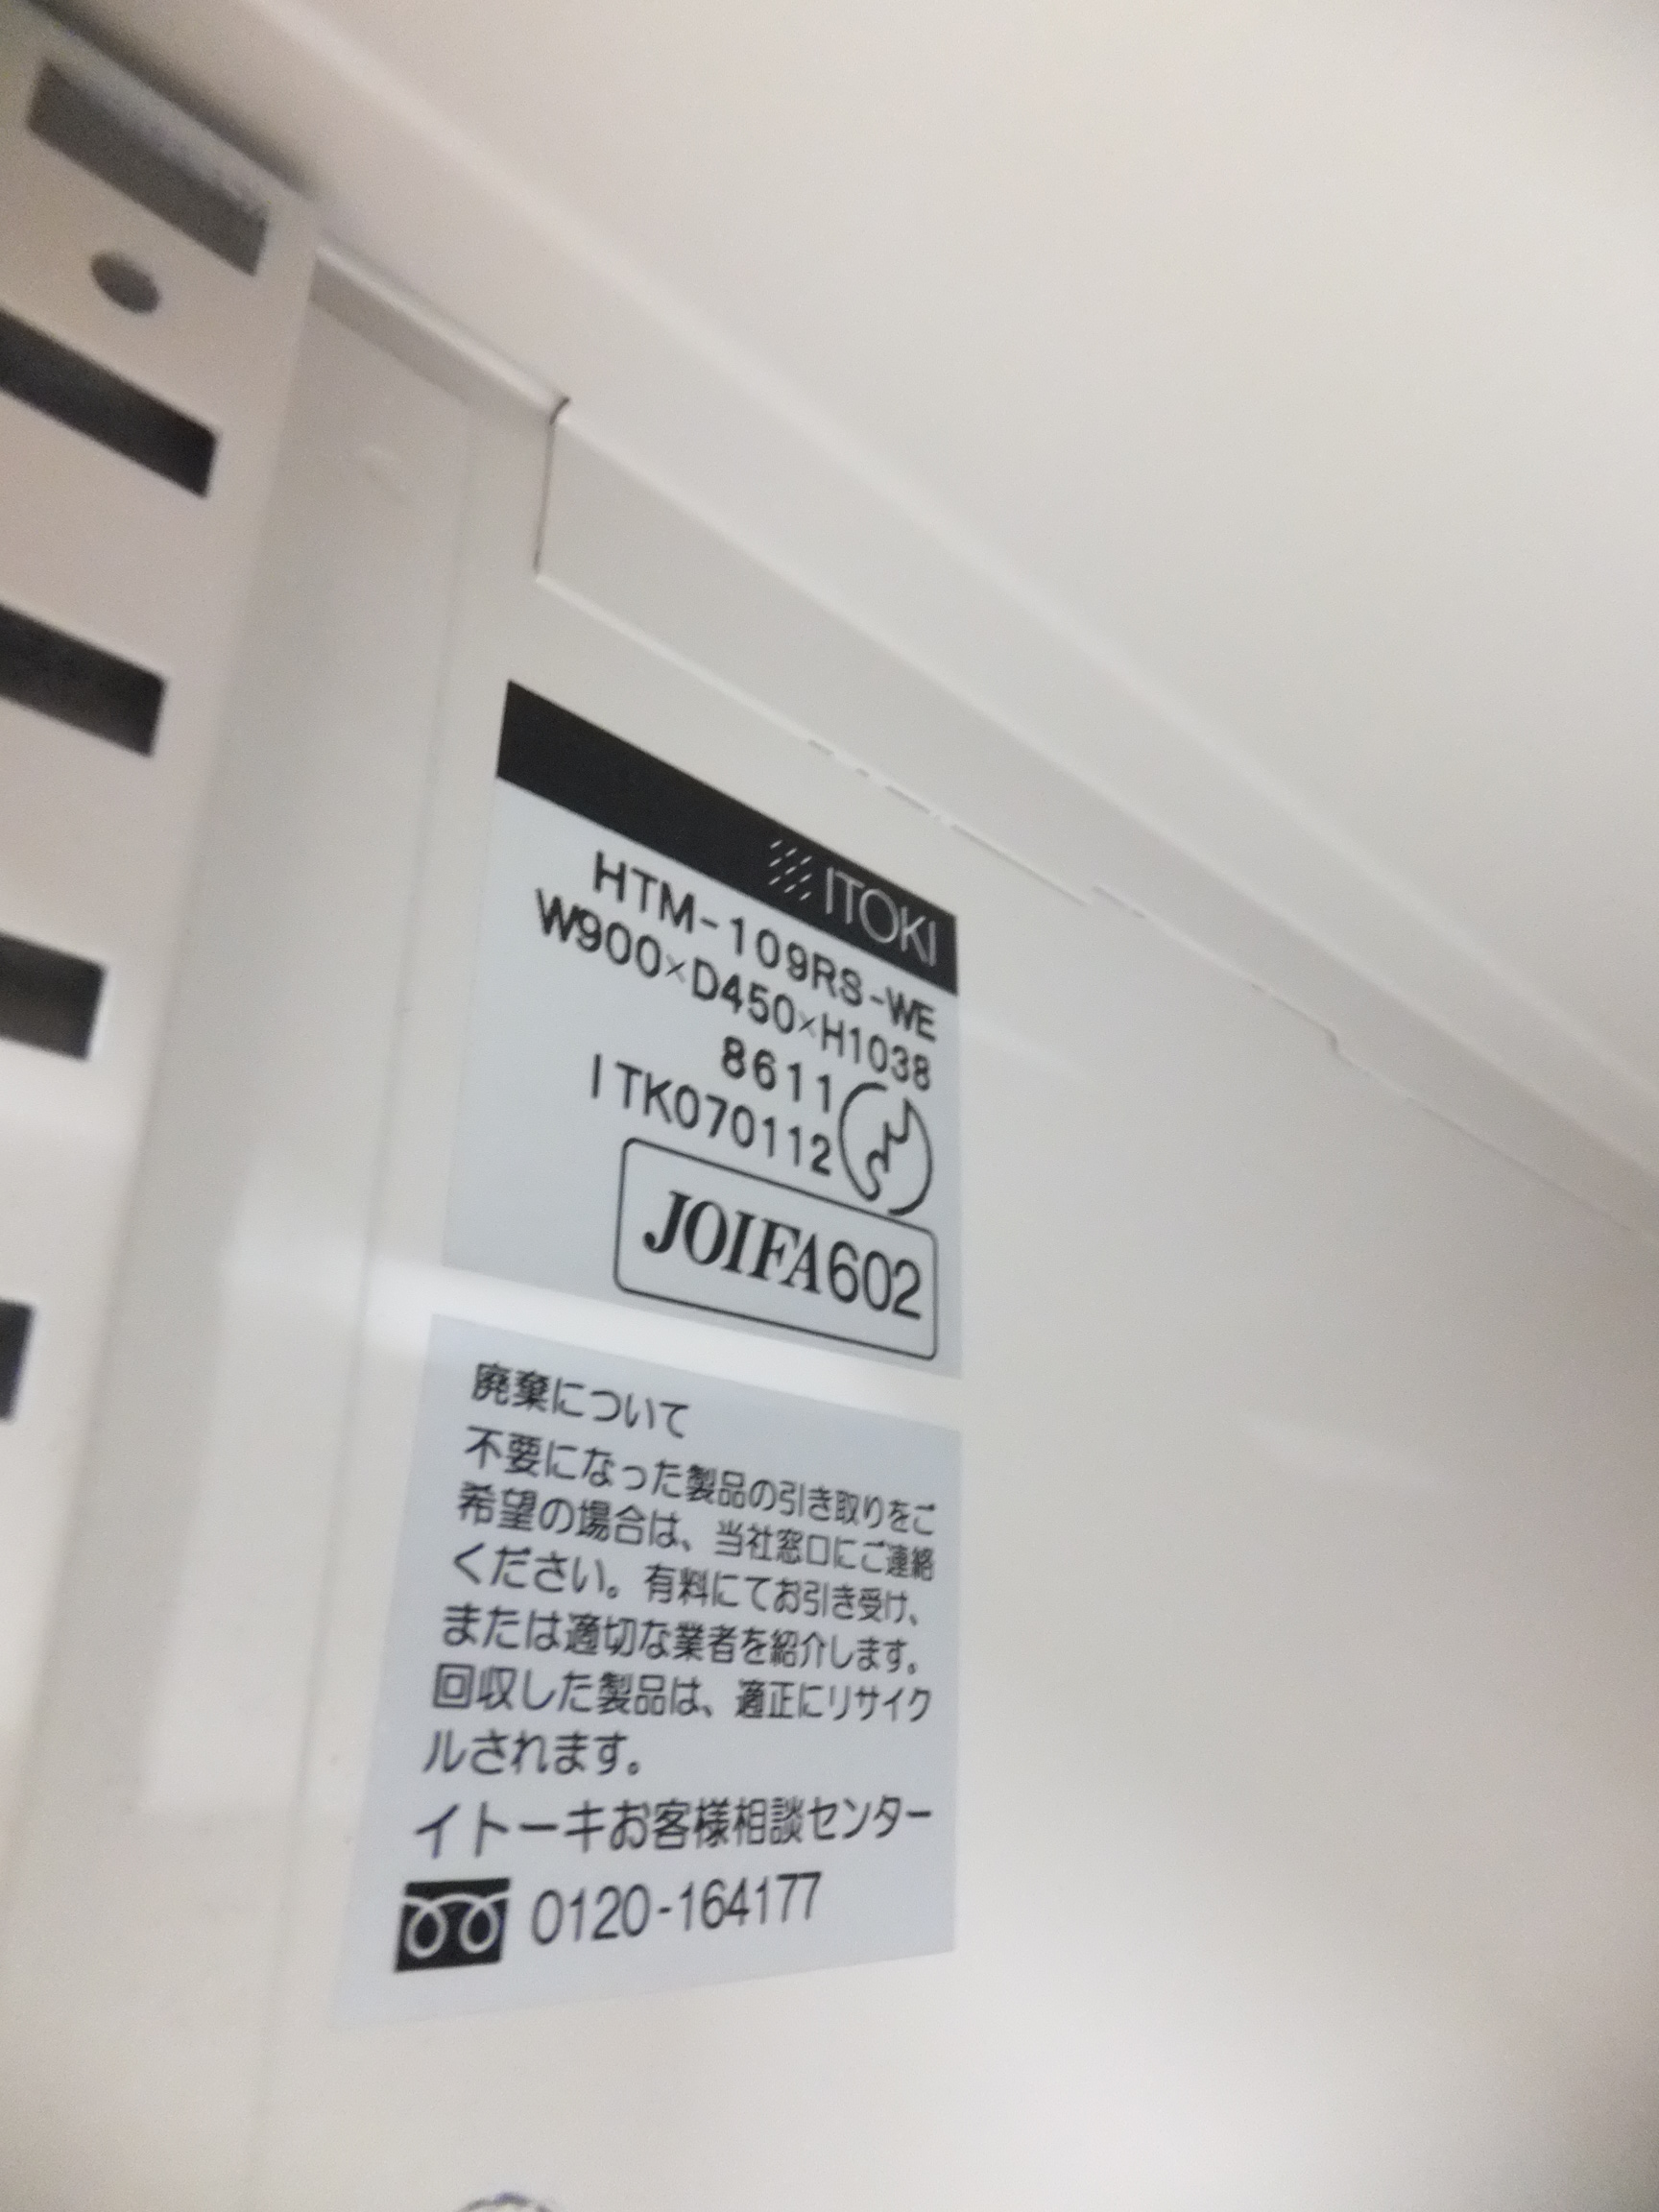 ITOKI
HTM-109RS-WE
W900×D450×H1038
8611
ITK070112
JOIFA602
廃棄について
不要になった製品の引き取りをご
希望の場合は、当社窓口にご連絡
ください。有料にてお引き受け、
または適切な業者を紹介します。
回収した製品は、適正にリサイク
ルされます。
イトーキお客様相談センター
0120-164177